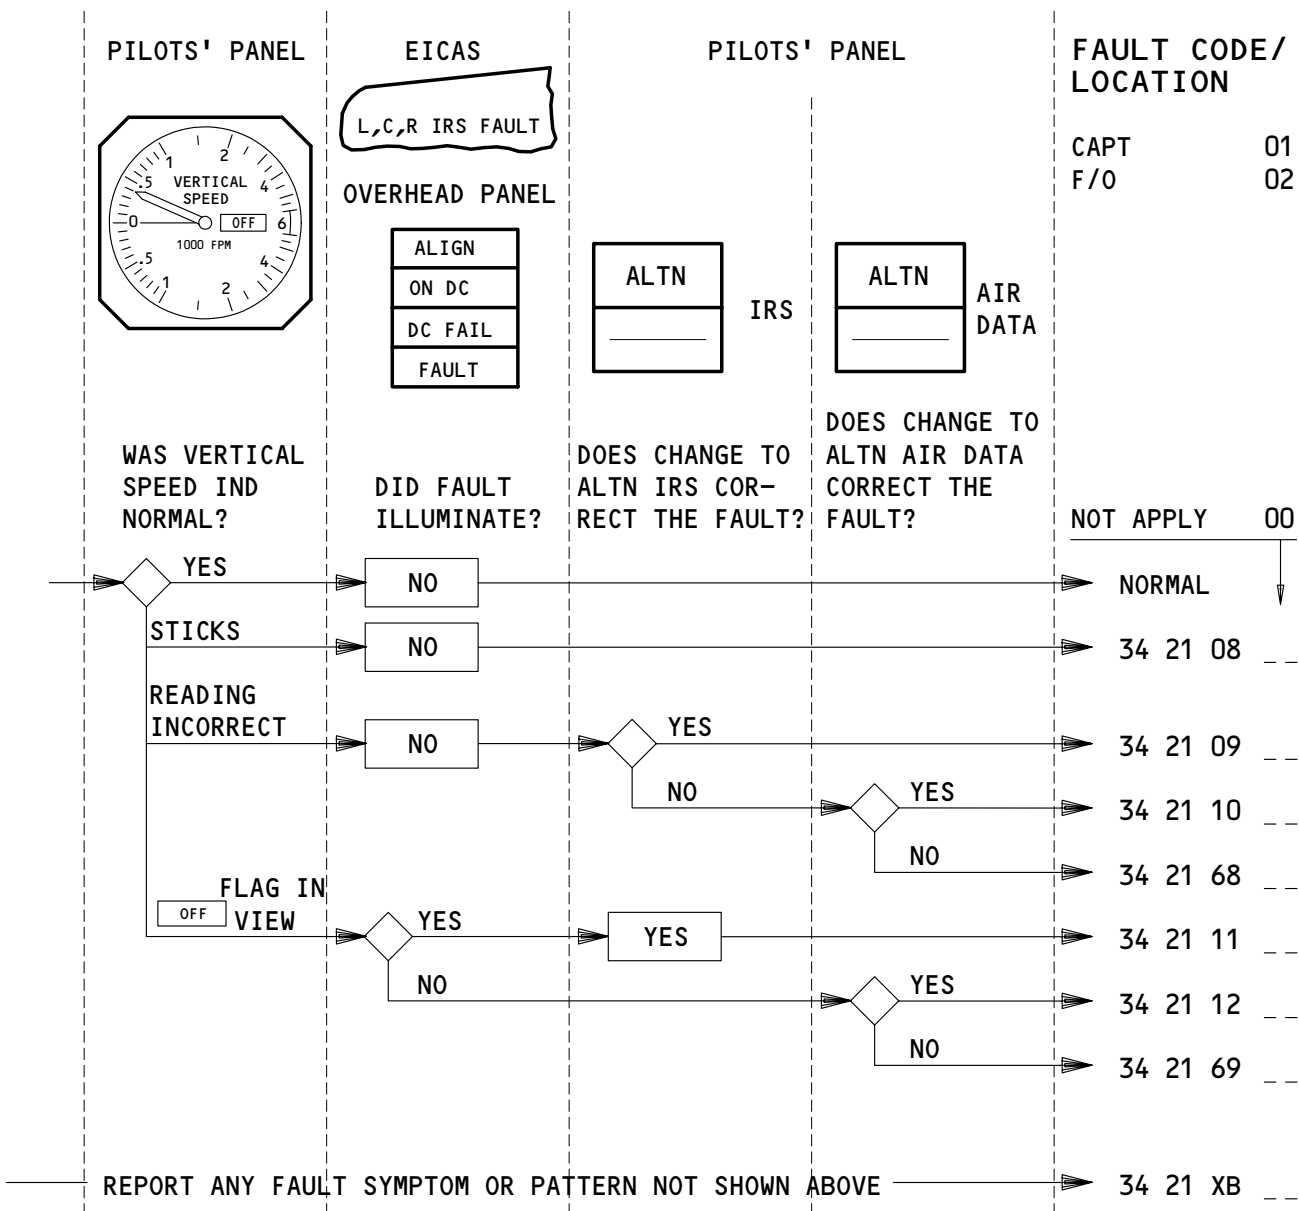 PILOTS' PANEL
EICAS
PILOTS' PANEL
FAULT CODE/
LOCATION
L,C,R IRS FAULT
CAPT 01
F/O 02
1 2
.5 VERTICAL 4
SPEED
0 OFF 6
1000 FPM
.5 4
1 2
OVERHEAD PANEL
ALIGN
ON DC
DC FAIL
FAULT
ALTN
IRS
ALTN
AIR
DATA
WAS VERTICAL
SPEED IND
NORMAL?
DID FAULT
ILLUMINATE?
DOES CHANGE TO
ALTN IRS COR-
RECT THE FAULT?
DOES CHANGE TO
ALTN AIR DATA
CORRECT THE
FAULT?
NOT APPLY 00
YES NO NORMAL
STICKS NO 34 21 08 _ _
READING
INCORRECT NO YES 34 21 09 _ _
NO YES 34 21 10 _ _
NO 34 21 68 _ _
FLAG IN
OFF VIEW YES YES 34 21 11 _ _
NO YES 34 21 12 _ _
NO 34 21 69 _ _
REPORT ANY FAULT SYMPTOM OR PATTERN NOT SHOWN ABOVE 34 21 XB _ _